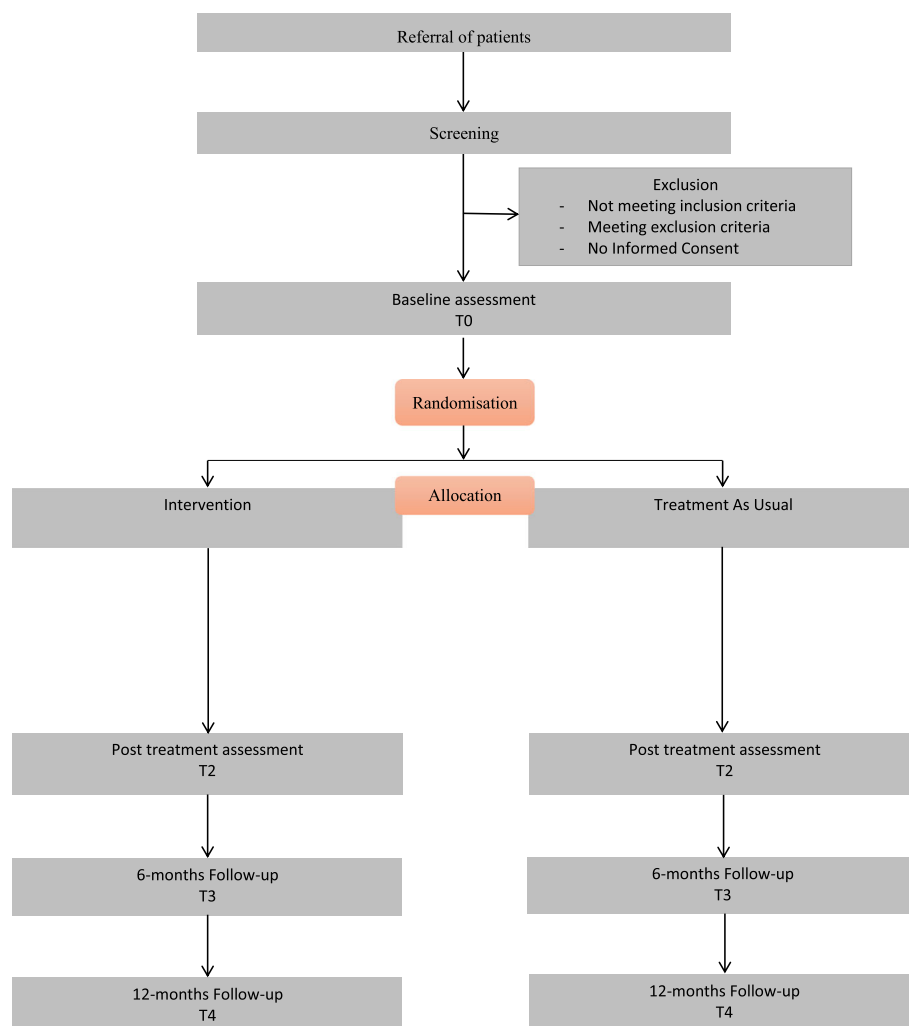 Referral of patients
Screening
Exclusion
- Not meeting inclusion criteria
- Meeting exclusion criteria
- No Informed Consent
Baseline assessment
T0
Randomisation
Allocation
Intervention
Treatment As Usual
Post treatment assessment
T2
Post treatment assessment
T2
6-months Follow-up
T3
6-months Follow-up
T3
12-months Follow-up
T4
12-months Follow-up
T4